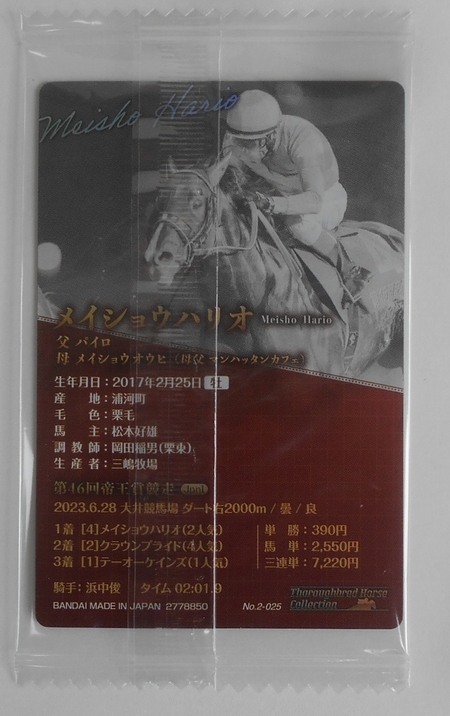 Meisho Hario
メイショウハリオ Meisho Hario
父 パイロ
母 メイショウオウヒ（母父 マンハッタンカフェ）
生年月日：2017年2月25日 牡
産地：浦河町
毛色：栗毛
馬主：松本好雄
調教師：岡田稲男(栗東)
生産者：三嶋牧場
第46回帝王賞競走 JpnI
2023.6.28 大井競馬場 ダート右2000m / 曇 / 良
1着 [4]メイショウハリオ(2人気) 単勝：390円
2着 [2]クラウンプライド(4人気) 馬単：2,550円
3着 [1]テーオーケインズ(1人気) 三連単：7,220円
騎手：浜中俊 タイム 02:01.9
BANDAI MADE IN JAPAN 2778850 No.2-025
Thoroughbred Horse
Collection